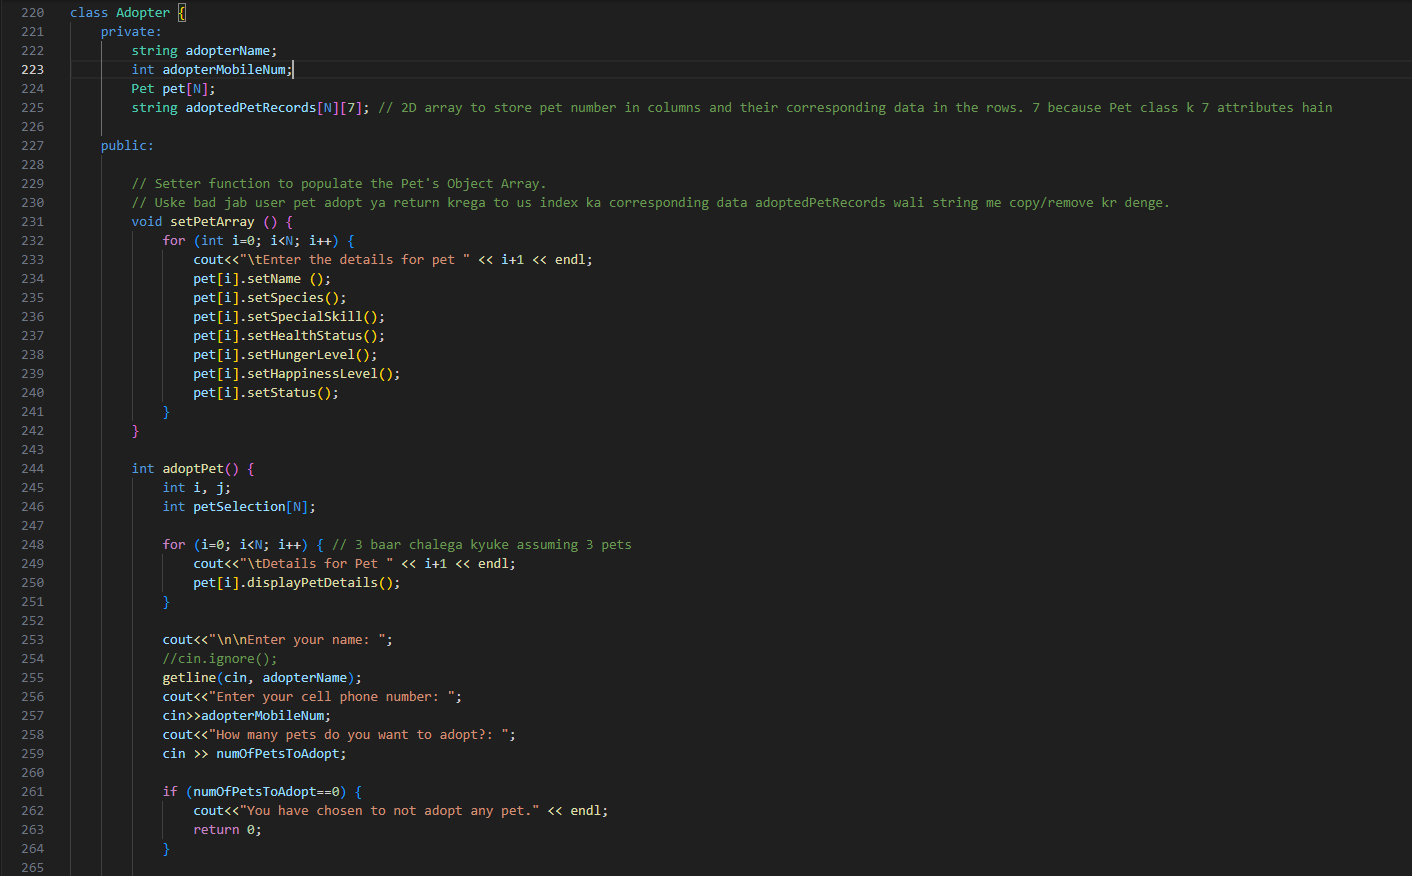 220 class Adopter {
221 private:
222 string adopterName;
223 int adopterMobileNum;
224 Pet pet[N];
225 string adoptedPetRecords[N][7]; // 2D array to store pet number in columns and their corresponding data in the rows. 7 because Pet class k 7 attributes hain
226
227 public:
228
229 // Setter function to populate the Pet's Object Array.
230 // Uske bad jab user pet adopt ya return krega to us index ka corresponding data adoptedPetRecords wali string me copy/remove kr denge.
231 void setPetArray () {
232 for (int i=0; i<N; i++) {
233 cout<<"\tEnter the details for pet " << i+1 << endl;
234 pet[i].setName ();
235 pet[i].setSpecies();
236 pet[i].setSpecialSkill();
237 pet[i].setHealthStatus();
238 pet[i].setHungerLevel();
239 pet[i].setHappinessLevel();
240 pet[i].setStatus();
241 }
242 }
243
244 int adoptPet() {
245 int i, j;
246 int petSelection[N];
247
248 for (i=0; i<N; i++) { // 3 baar chalega kyuke assuming 3 pets
249 cout<<"\tDetails for Pet " << i+1 << endl;
250 pet[i].displayPetDetails();
251 }
252
253 cout<<"\n\nEnter your name: ";
254 //cin.ignore();
255 getline(cin, adopterName);
256 cout<<"Enter your cell phone number: ";
257 cin>>adopterMobileNum;
258 cout<<"How many pets do you want to adopt?: ";
259 cin >> numOfPetsToAdopt;
260
261 if (numOfPetsToAdopt==0) {
262 cout<<"You have chosen to not adopt any pet." << endl;
263 return 0;
264 }
265